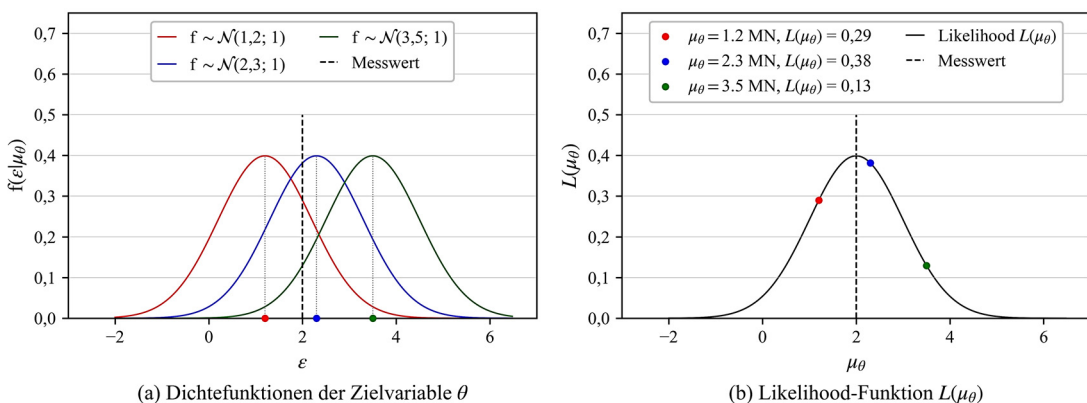 f ~ 𝒩(1,2; 1)
f ~ 𝒩(2,3; 1)
f ~ 𝒩(3,5; 1)
Messwert
0,7
0,6
0,5
0,4
0,3
0,2
0,1
0,0
f(ε|μθ)
−2
0
2
4
6
ε
(a) Dichtefunktionen der Zielvariable θ
μθ = 1.2 MN, L(μθ) = 0,29
μθ = 2.3 MN, L(μθ) = 0,38
μθ = 3.5 MN, L(μθ) = 0,13
Likelihood L(μθ)
Messwert
0,7
0,6
0,5
0,4
0,3
0,2
0,1
0,0
L(μθ)
−2
0
2
4
6
μθ
(b) Likelihood-Funktion L(μθ)